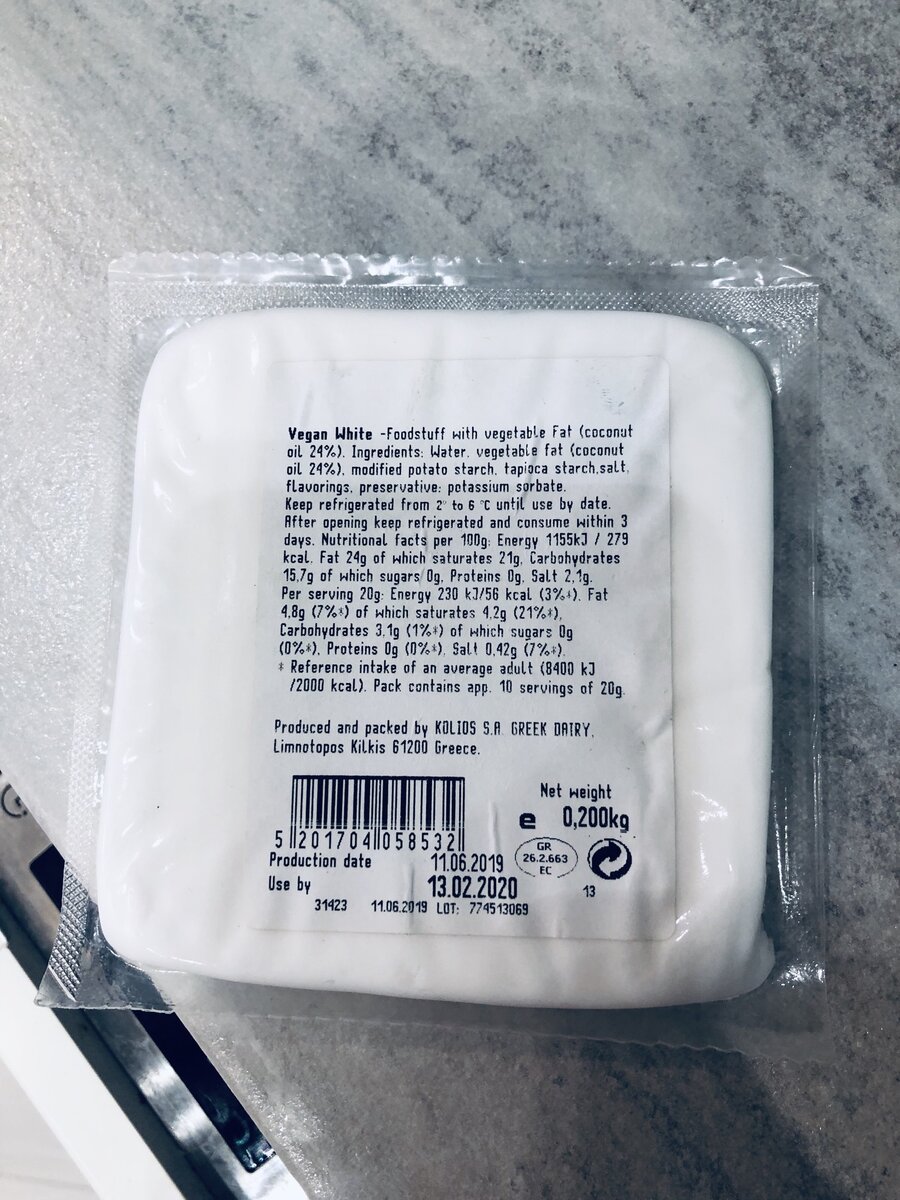 Vegan White -Foodstuff with vegetable Fat (coconut
oil 24%). Ingredients: Water, vegetable fat (coconut
oil 24%), modified potato starch, tapioca starch,salt,
flavorings, preservative: potassium sorbate.
Keep refrigerated from 2° to 6 °C until use by date.
After opening keep refrigerated and consume within 3
days. Nutritional facts per 100g: Energy 1155kJ / 279
kcal. Fat 24g of which saturates 21g, Carbohydrates
15,7g of which sugars 0g, Proteins 0g, Salt 2,1g.
Per serving 20g: Energy 230 kJ/56 kcal (3%*). Fat
4,8g (7%*) of which saturates 4,2g (21%*),
Carbohydrates 3,1g (1%*) of which sugars 0g
(0%*), Proteins 0g (0%*), Salt 0,42g (7%*).
* Reference intake of an average adult (8400 kJ
/2000 kcal). Pack contains app. 10 servings of 20g.
Produced and packed by KOLIOS S.A. GREEK DAIRY,
Limnotopos Kilkis 61200 Greece.
Net weight
e 0,200kg
5 201704 058532
GR
26.2.663
EC
Production date 11.06.2019
Use by 13.02.2020
13
31423 11.06.2019 LOT: 774513069